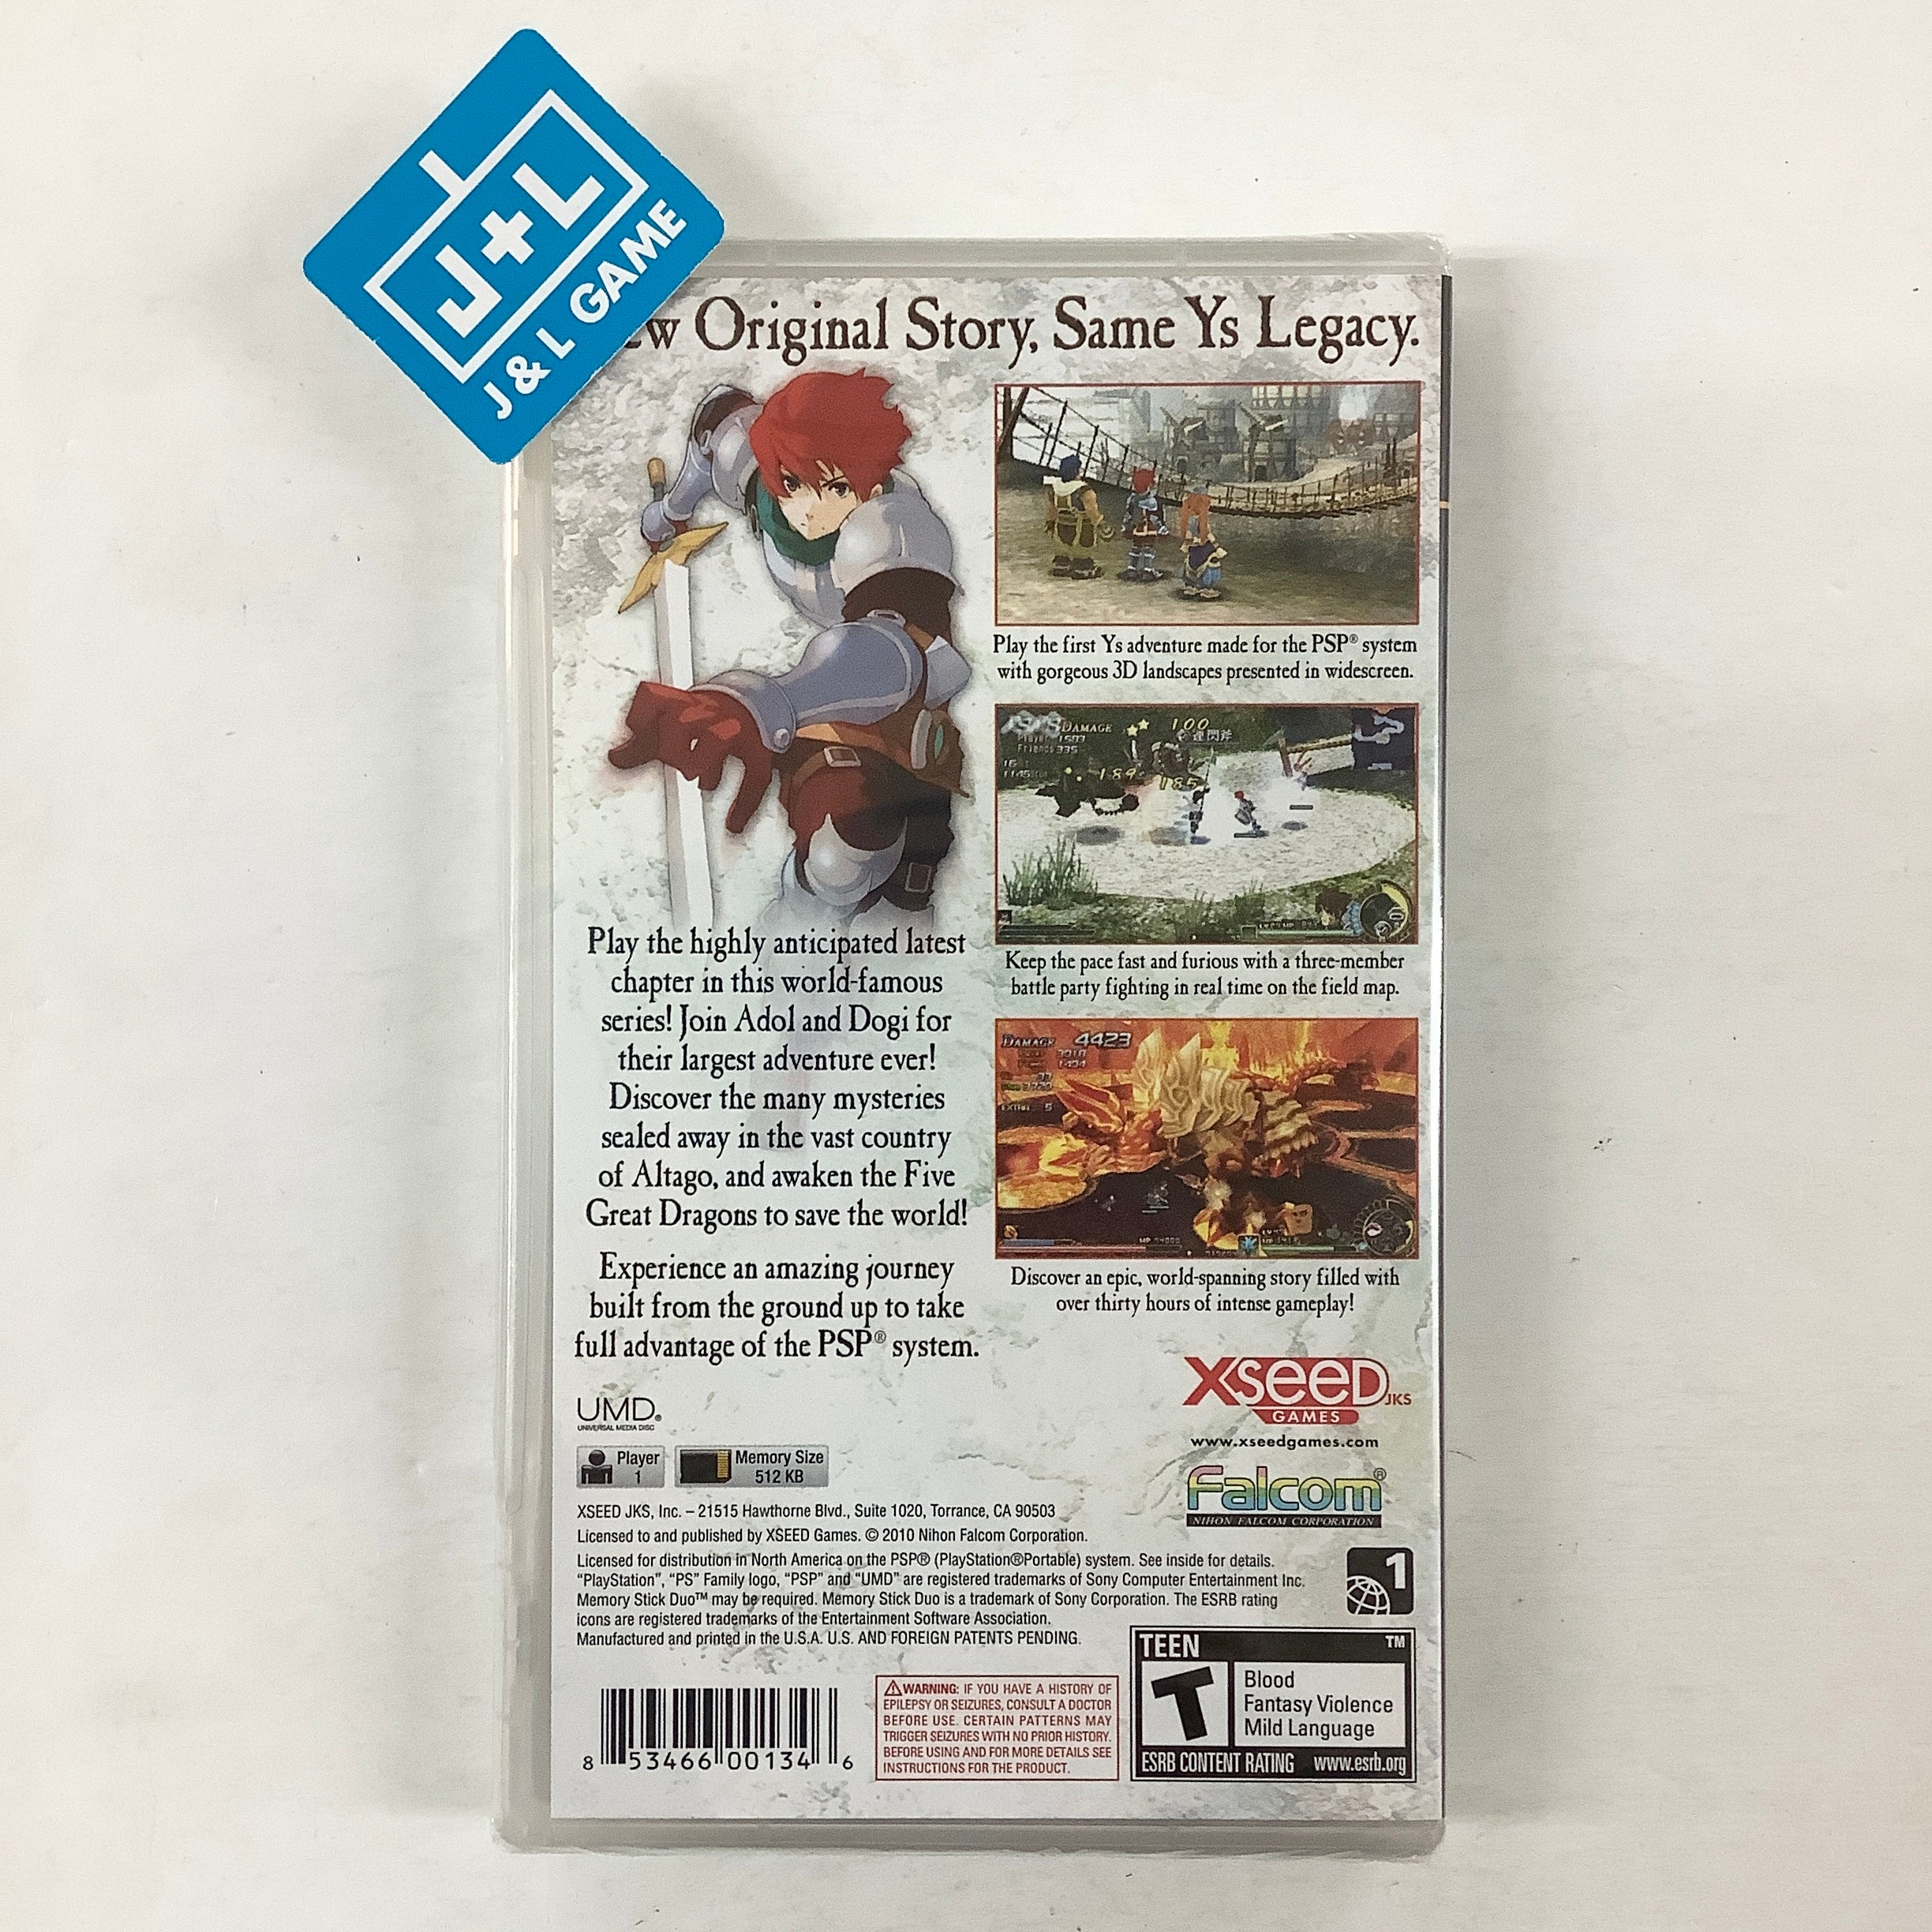 J+L
J & L GAME
Original Story, Same Ys Legacy.
Play the first Ys adventure made for the PSP® system
with gorgeous 3D landscapes presented in widescreen.
DAMAGE
100
189
185
Keep the pace fast and furious with a three-member
battle party fighting in real time on the field map.
DAMAGE 4423
Discover an epic, world-spanning story filled with
over thirty hours of intense gameplay!
Play the highly anticipated latest
chapter in this world-famous
series! Join Adol and Dogi for
their largest adventure ever!
Discover the many mysteries
sealed away in the vast country
of Altago, and awaken the Five
Great Dragons to save the world!
Experience an amazing journey
built from the ground up to take
full advantage of the PSP® system.
UMD®
UNIVERSAL MEDIA DISC
Player
1
Memory Size
512 KB
XSEED JKS
GAMES
www.xseedgames.com
Falcom®
NIHON FALCOM CORPORATION
XSEED JKS, Inc. – 21515 Hawthorne Blvd., Suite 1020, Torrance, CA 90503
Licensed to and published by XSEED Games. © 2010 Nihon Falcom Corporation.
Licensed for distribution in North America on the PSP® (PlayStation®Portable) system. See inside for details.
“PlayStation”, “PS” Family logo, “PSP” and “UMD” are registered trademarks of Sony Computer Entertainment Inc.
Memory Stick Duo™ may be required. Memory Stick Duo is a trademark of Sony Corporation. The ESRB rating
icons are registered trademarks of the Entertainment Software Association.
Manufactured and printed in the U.S.A. U.S. AND FOREIGN PATENTS PENDING.
1
8 53466 00134 6
WARNING: IF YOU HAVE A HISTORY OF
EPILEPSY OR SEIZURES, CONSULT A DOCTOR
BEFORE USE. CERTAIN PATTERNS MAY
TRIGGER SEIZURES WITH NO PRIOR HISTORY.
BEFORE USING AND FOR MORE DETAILS SEE
INSTRUCTIONS FOR THE PRODUCT.
TEEN ™
T
Blood
Fantasy Violence
Mild Language
ESRB CONTENT RATING www.esrb.org